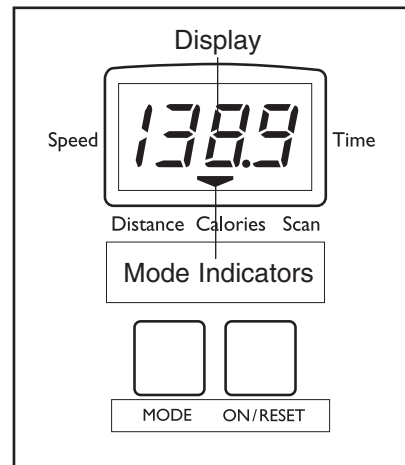 Display
138.9
Speed Time
Distance Calories Scan
Mode Indicators
MODE ON/RESET